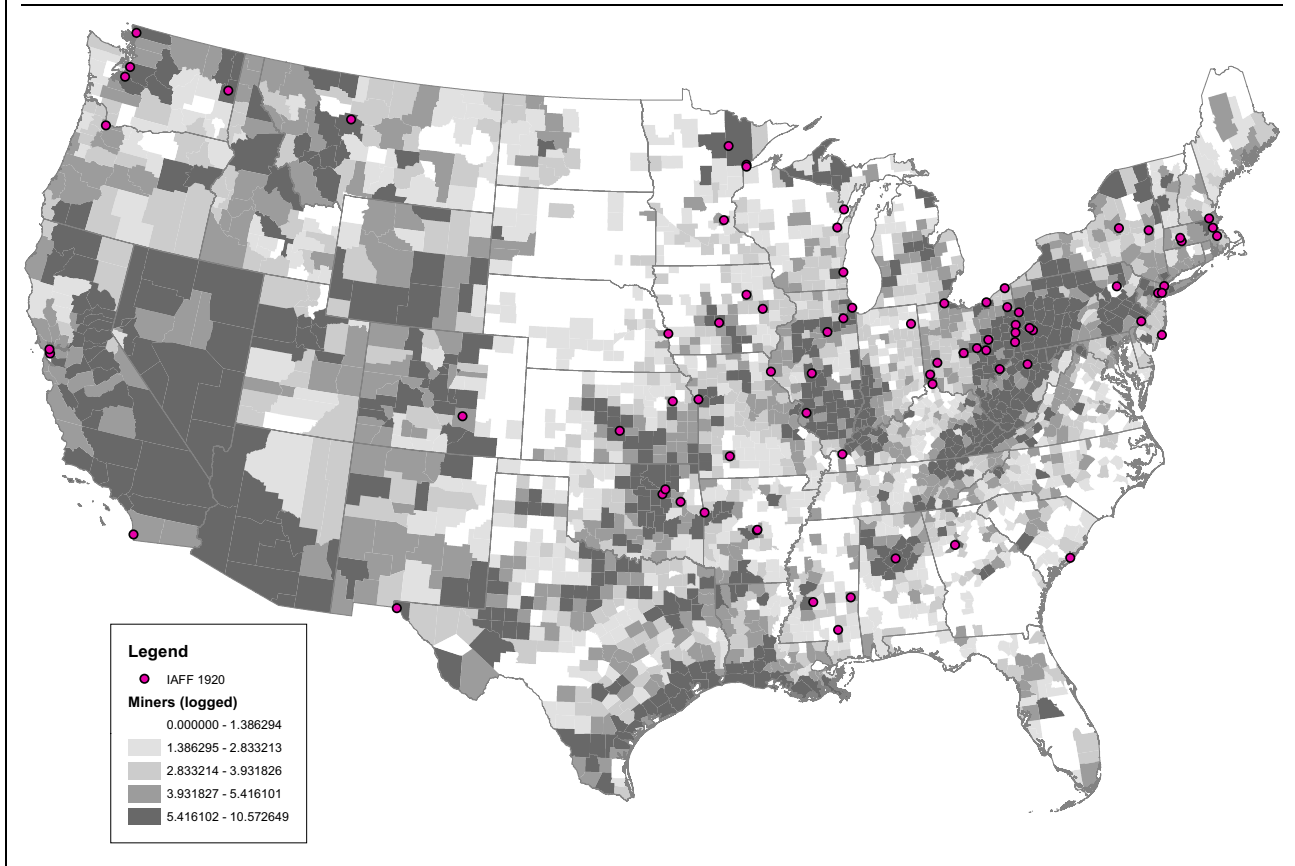 Legend
IAFF 1920
Miners (logged)
0.000000 - 1.386294
1.386295 - 2.833213
2.833214 - 3.931826
3.931827 - 5.416101
5.416102 - 10.572649